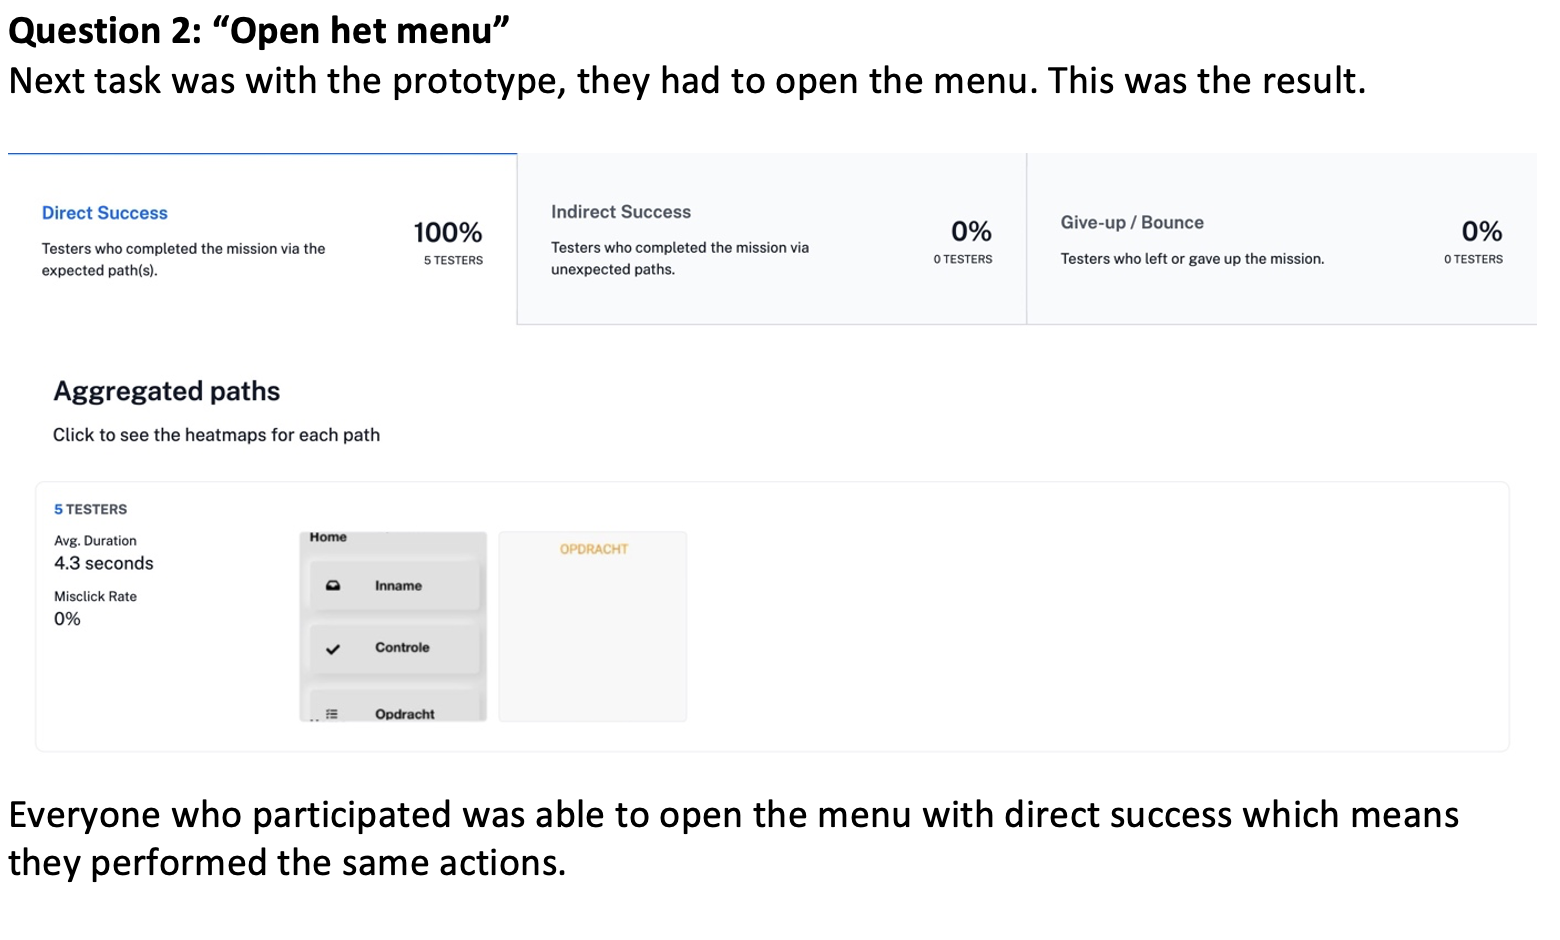 Question 2: “Open het menu”
Next task was with the prototype, they had to open the menu. This was the result.
Direct Success
Testers who completed the mission via the
expected path(s).
100%
5 TESTERS
Indirect Success
Testers who completed the mission via
unexpected paths.
0%
0 TESTERS
Give-up / Bounce
Testers who left or gave up the mission.
0%
0 TESTERS
Aggregated paths
Click to see the heatmaps for each path
5 TESTERS
Avg. Duration
4.3 seconds
Misclick Rate
0%
Home
Inname
Controle
Opdracht
OPDRACHT
Everyone who participated was able to open the menu with direct success which means
they performed the same actions.